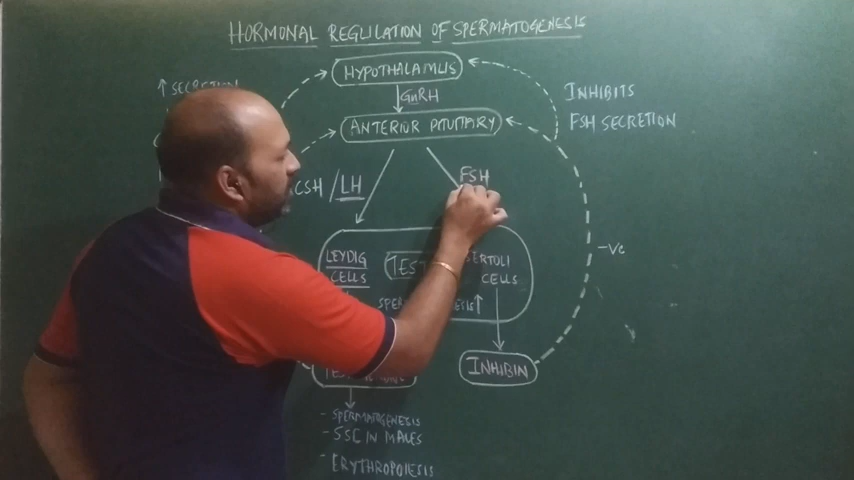 HORMONAL REGULATION OF SPERMATOGENESIS
HYPOTHALAMUS
↑ SECRETION
GnRH
INHIBITS
FSH SECRETION
ANTERIOR PITUITARY
CSH / LH
FSH
-Ve
LEYDIG
CELLS
SERTOLI
CELLS
INHIBIN
- SPERMATOGENESIS
- SSC IN MALES
- ERYTHROPOIESIS